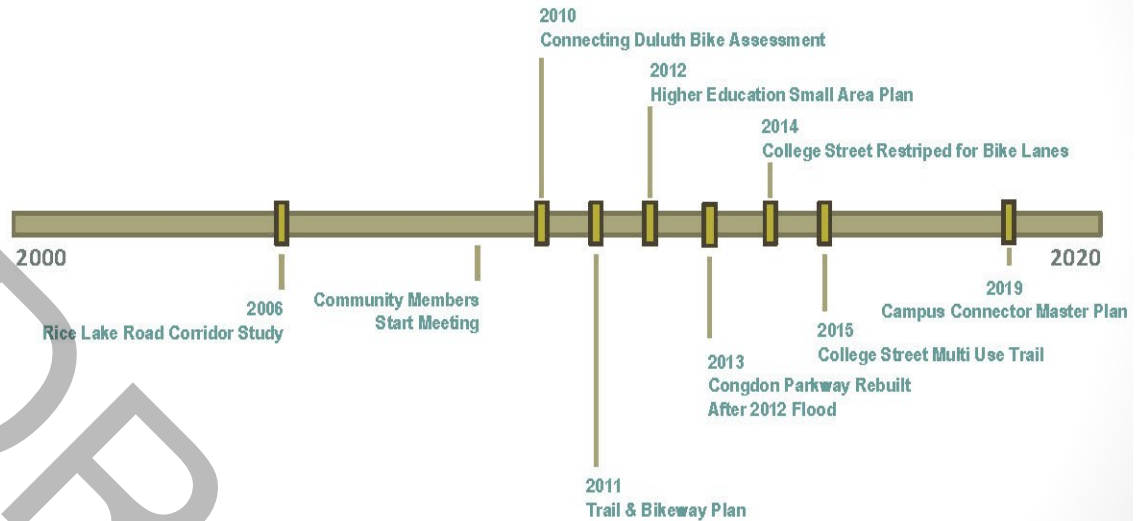 2010
Connecting Duluth Bike Assessment
2012
Higher Education Small Area Plan
2014
College Street Restriped for Bike Lanes
2000
2020
2006
Rice Lake Road Corridor Study
Community Members
Start Meeting
2019
Campus Connector Master Plan
2015
College Street Multi Use Trail
2013
Congdon Parkway Rebuilt
After 2012 Flood
2011
Trail & Bikeway Plan